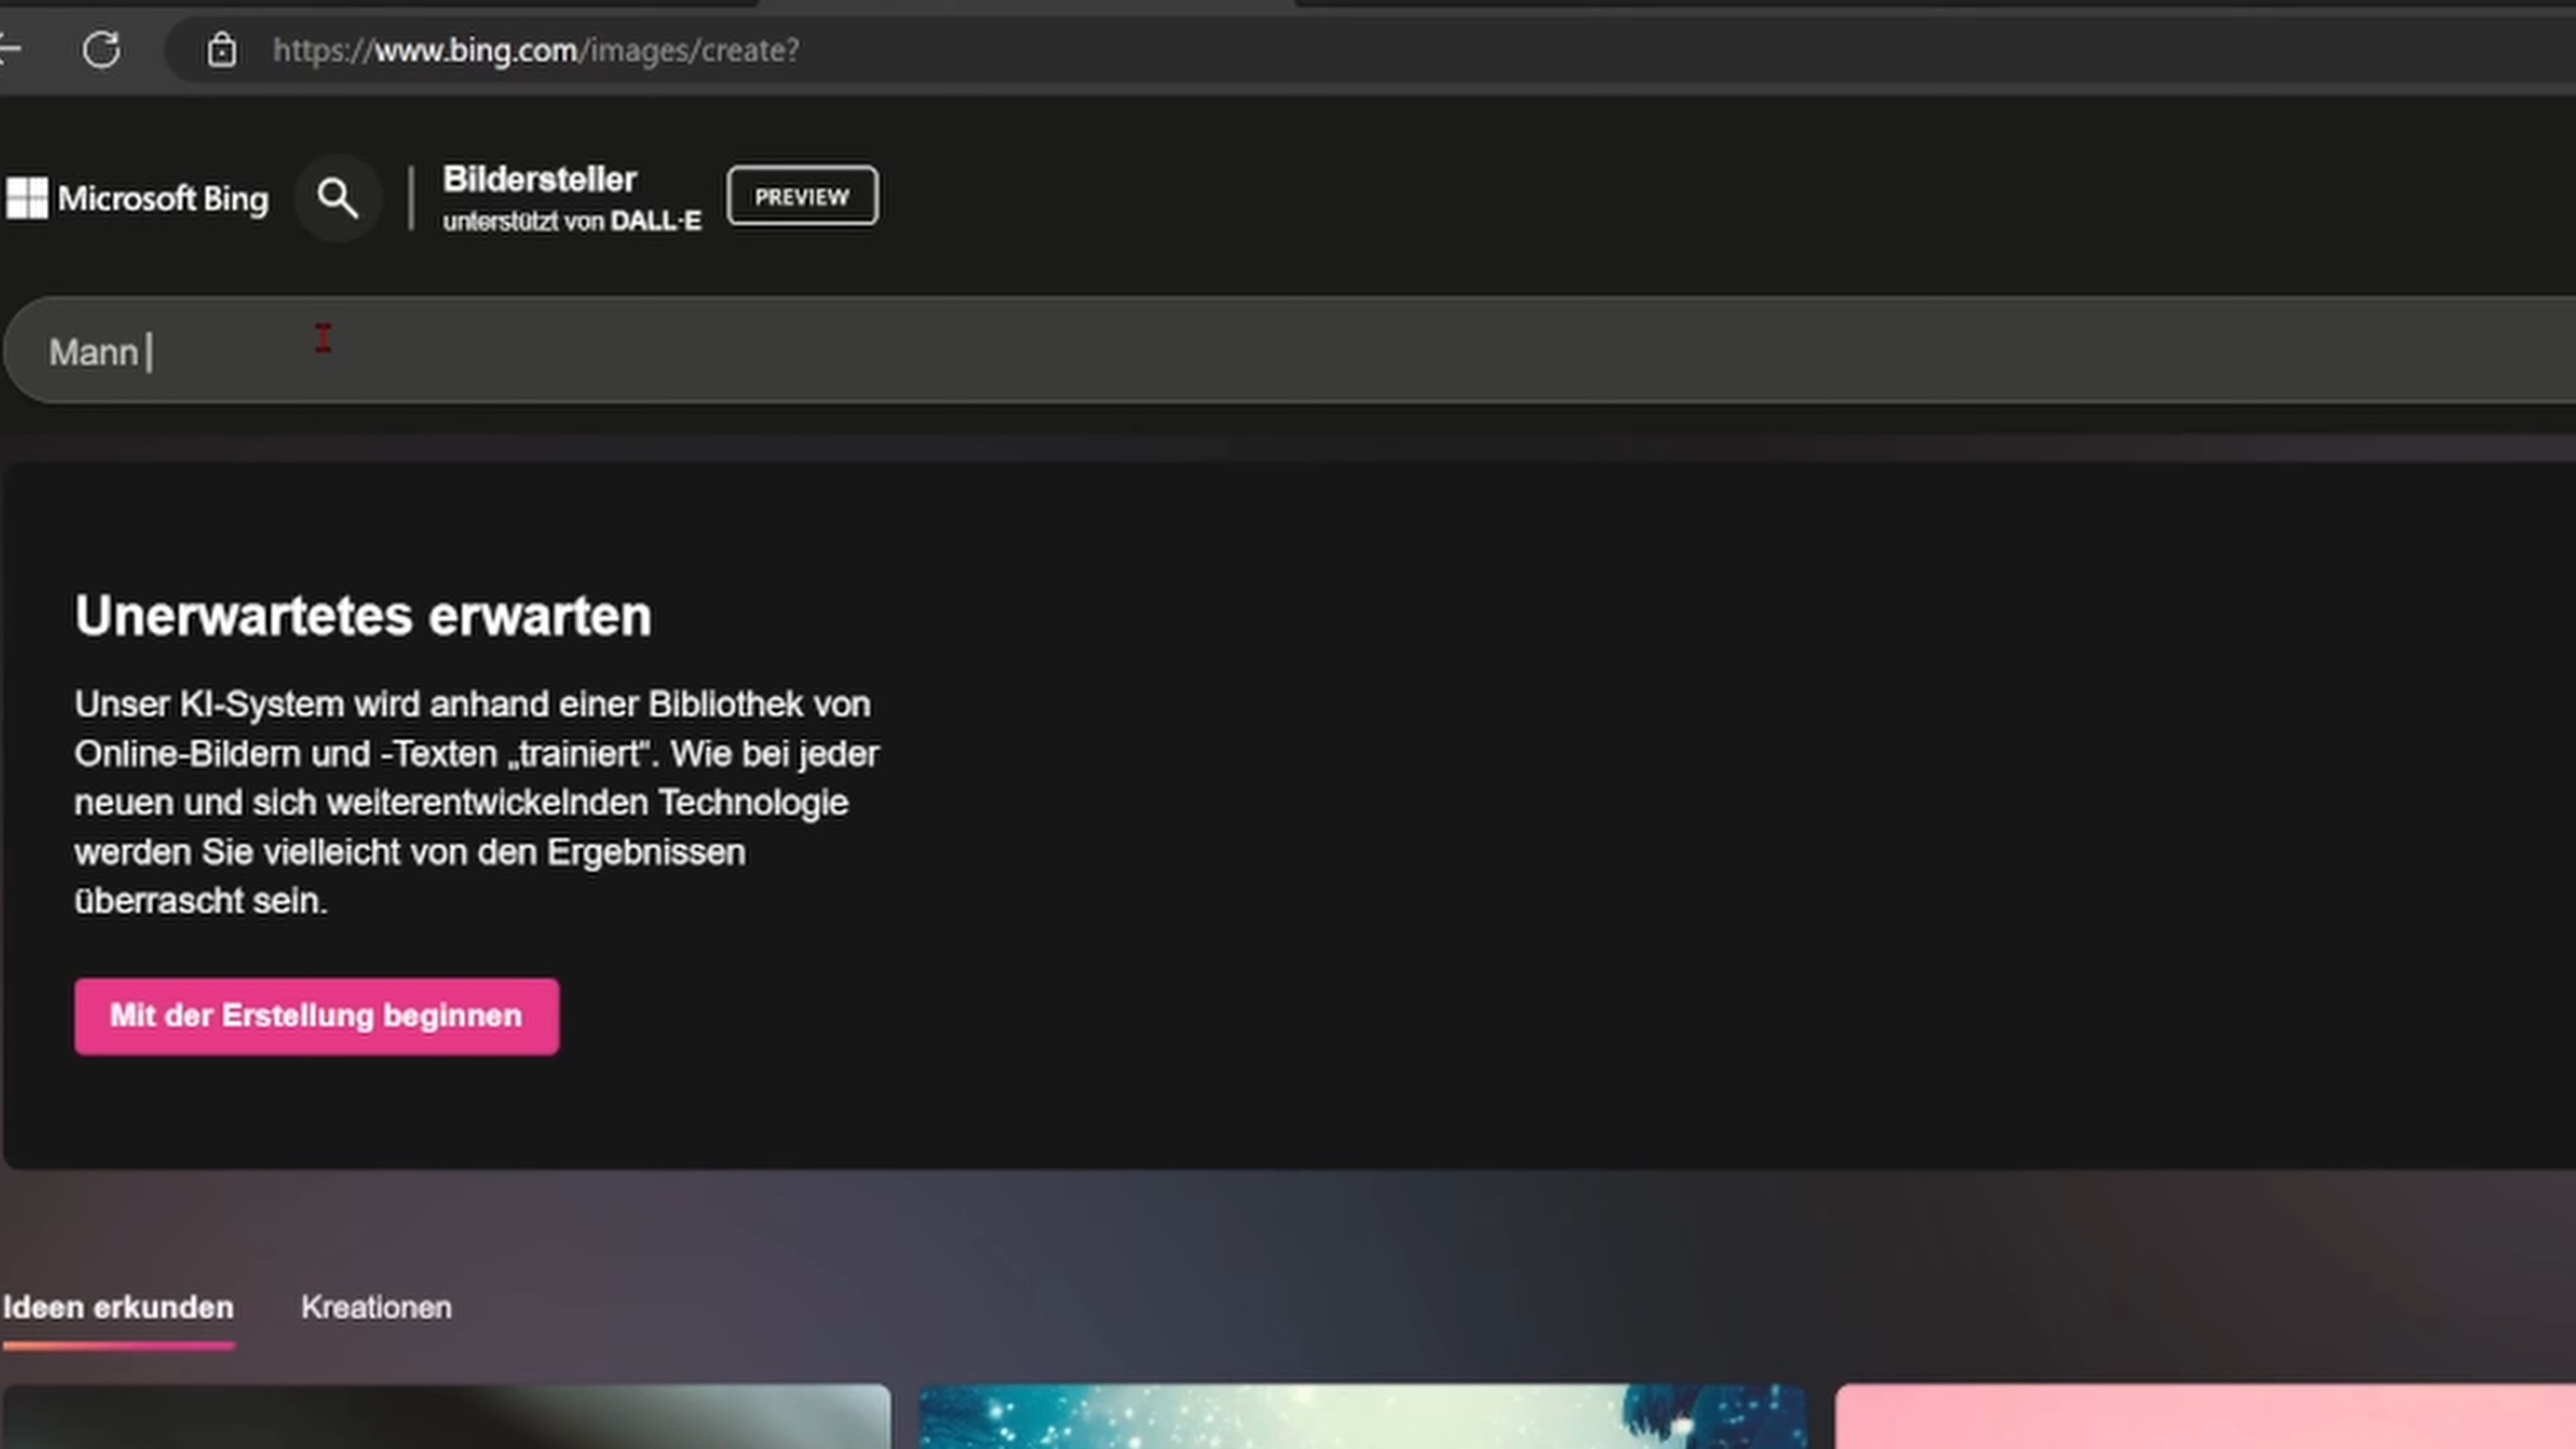 https://www.bing.com/images/create?
Microsoft Bing
Bildersteller
unterstützt von DALL·E
PREVIEW
Mann
Unerwartetes erwarten
Unser KI-System wird anhand einer Bibliothek von
Online-Bildern und -Texten „trainiert“. Wie bei jeder
neuen und sich weiterentwickelnden Technologie
werden Sie vielleicht von den Ergebnissen
überrascht sein.
Mit der Erstellung beginnen
Ideen erkunden
Kreationen